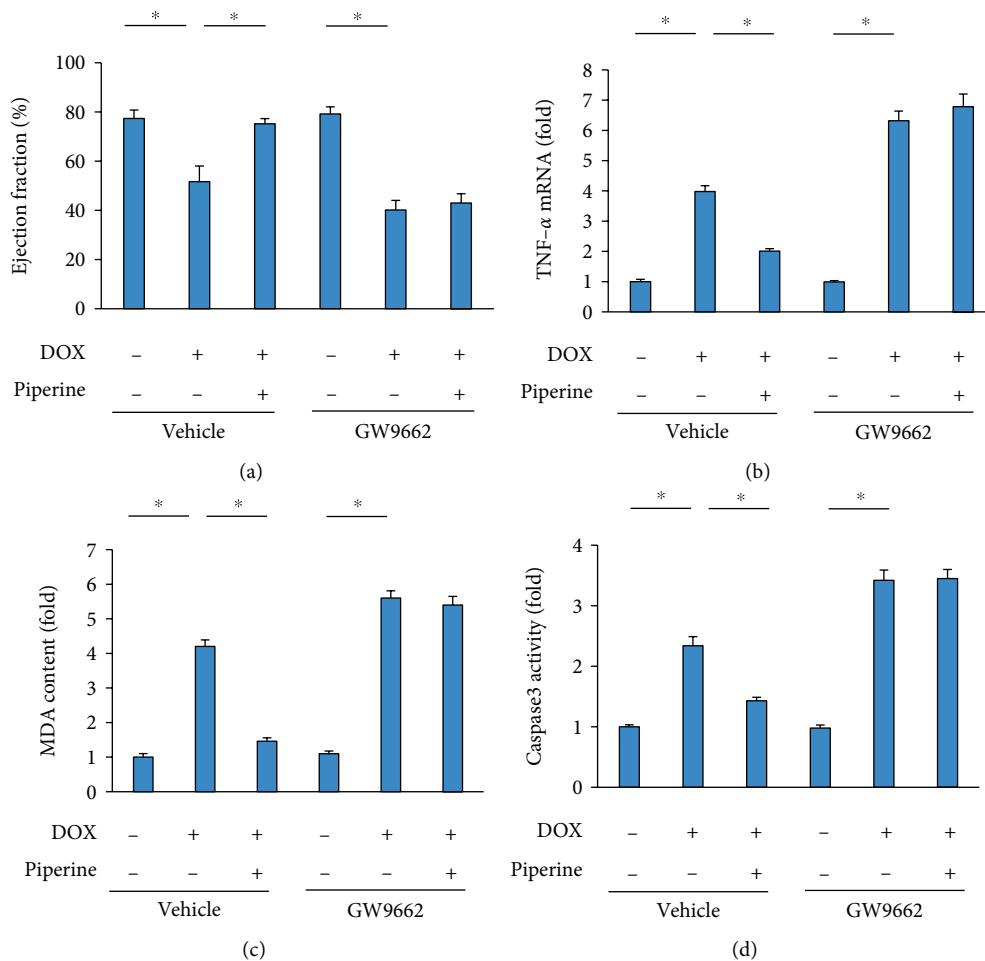 * * *
Ejection fraction (%)
100
80
60
40
20
0
DOX – + + – + +
Piperine – – + – – +
Vehicle GW9662
(a)
* * *
TNF–α mRNA (fold)
8
7
6
5
4
3
2
1
0
DOX – + + – + +
Piperine – – + – – +
Vehicle GW9662
(b)
* * *
MDA content (fold)
7
6
5
4
3
2
1
0
DOX – + + – + +
Piperine – – + – – +
Vehicle GW9662
(c)
* * *
Caspase3 activity (fold)
4
3
2
1
0
DOX – + + – + +
Piperine – – + – – +
Vehicle GW9662
(d)